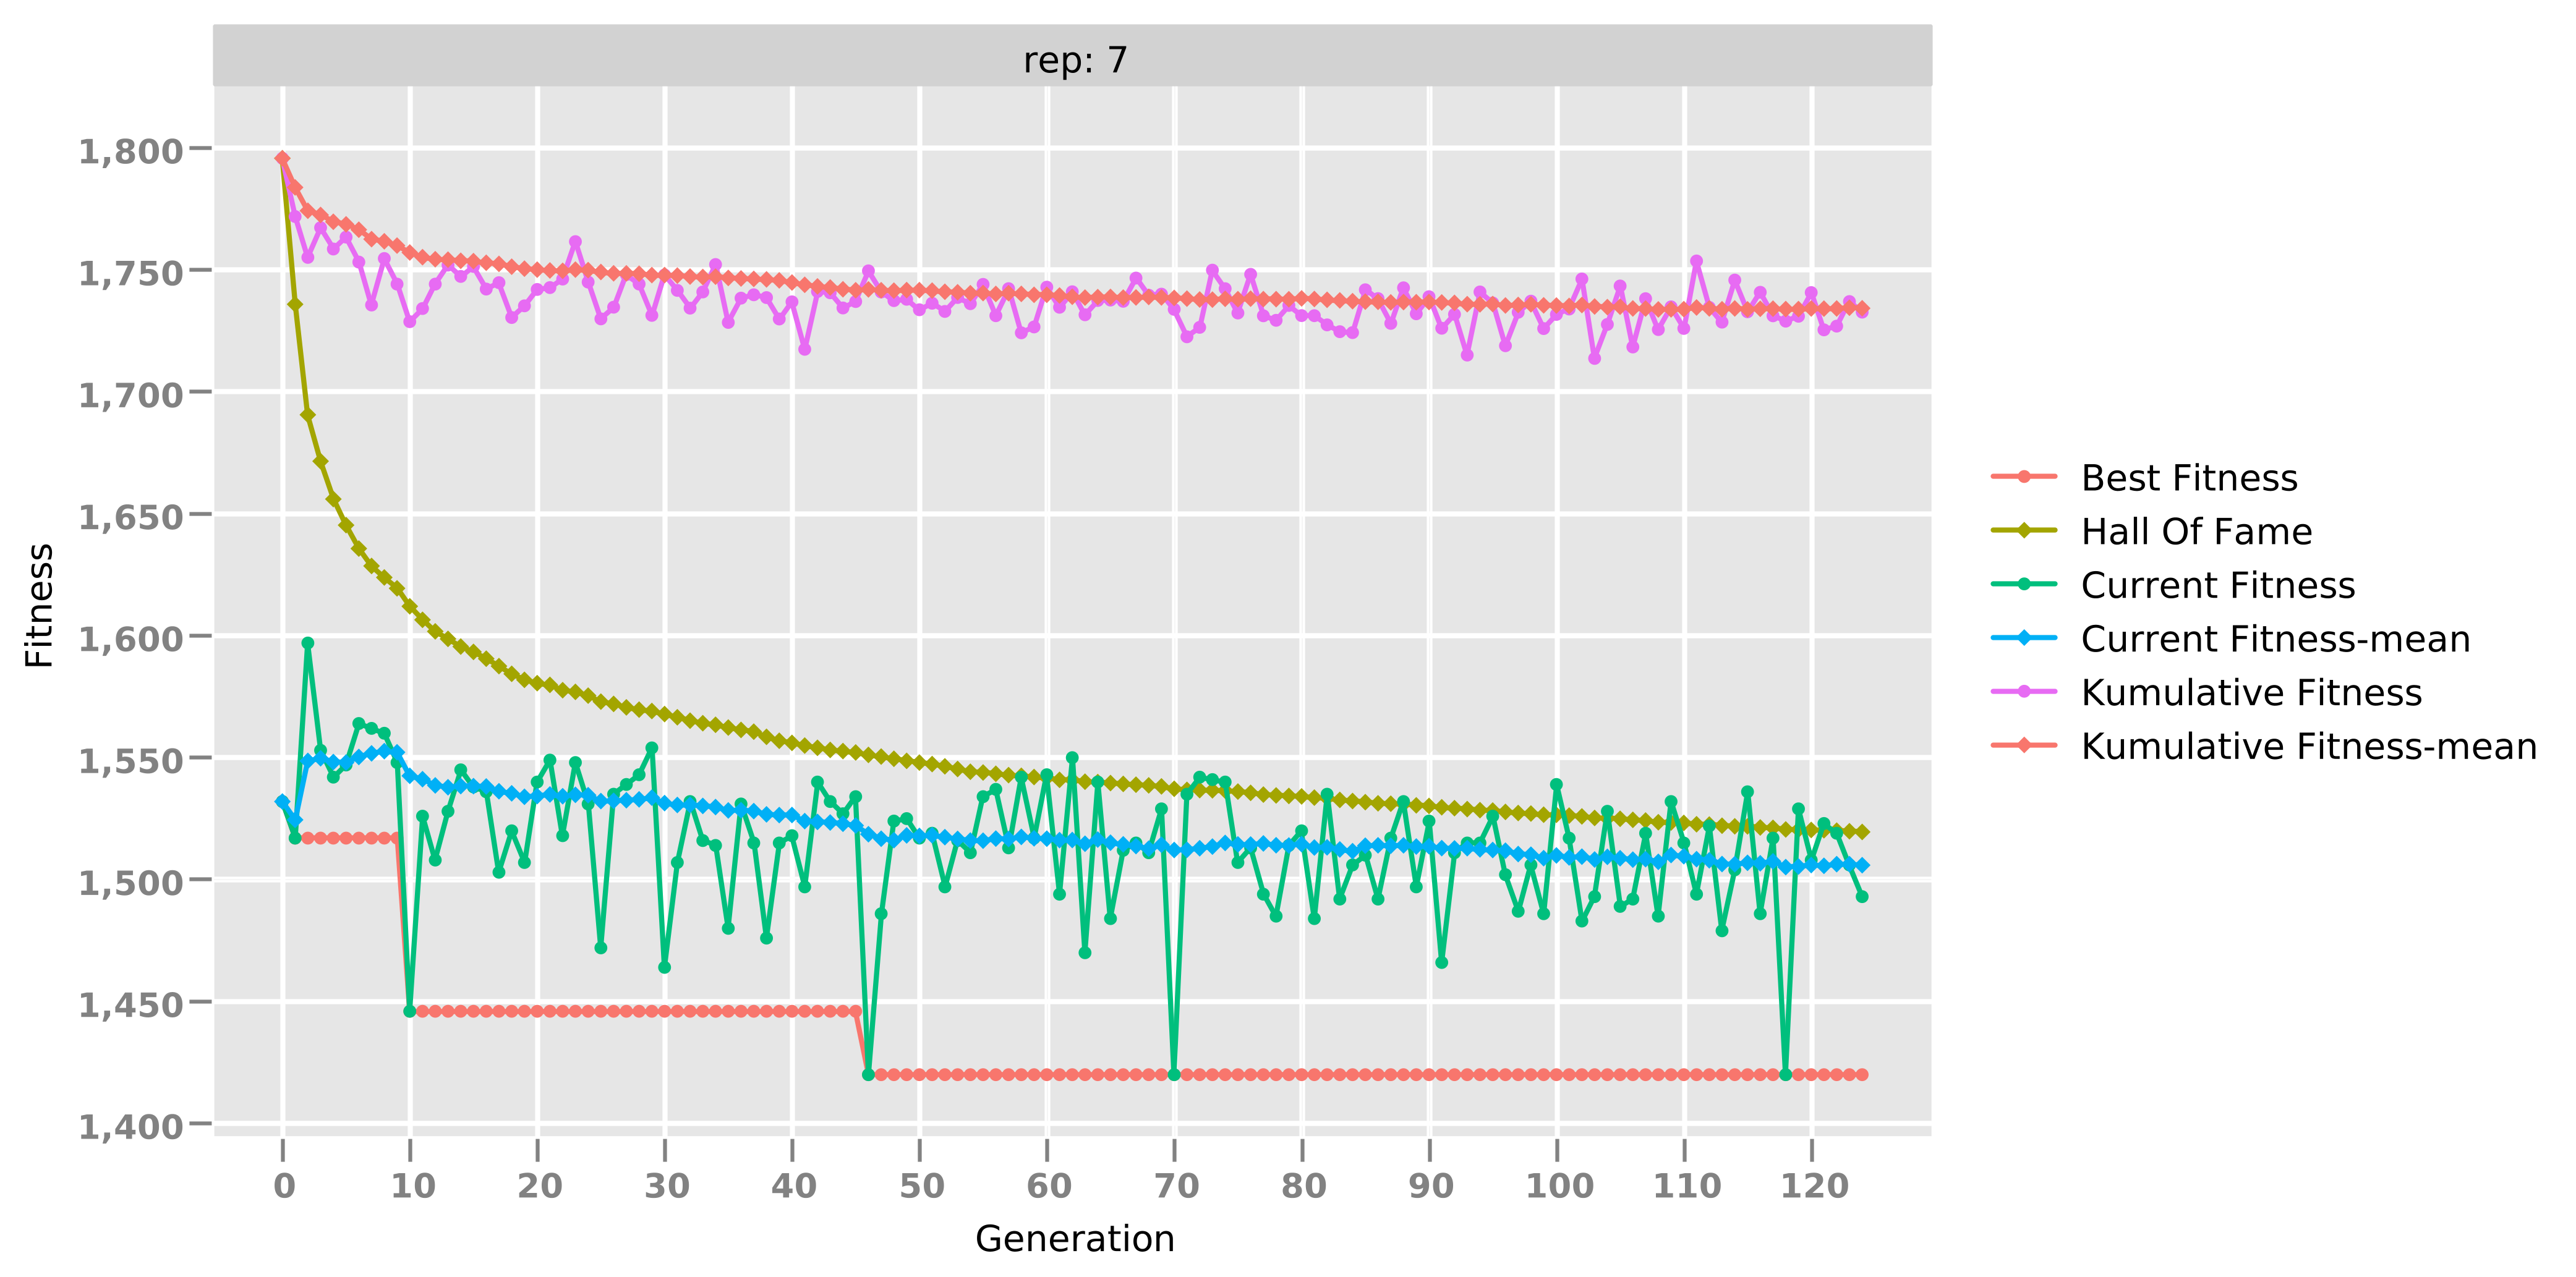 rep: 7
1,800
1,750
1,700
1,650
1,600
1,550
1,500
1,450
1,400
Fitness
0 10 20 30 40 50 60 70 80 90 100 110 120
Generation
Best Fitness
Hall Of Fame
Current Fitness
Current Fitness-mean
Kumulative Fitness
Kumulative Fitness-mean